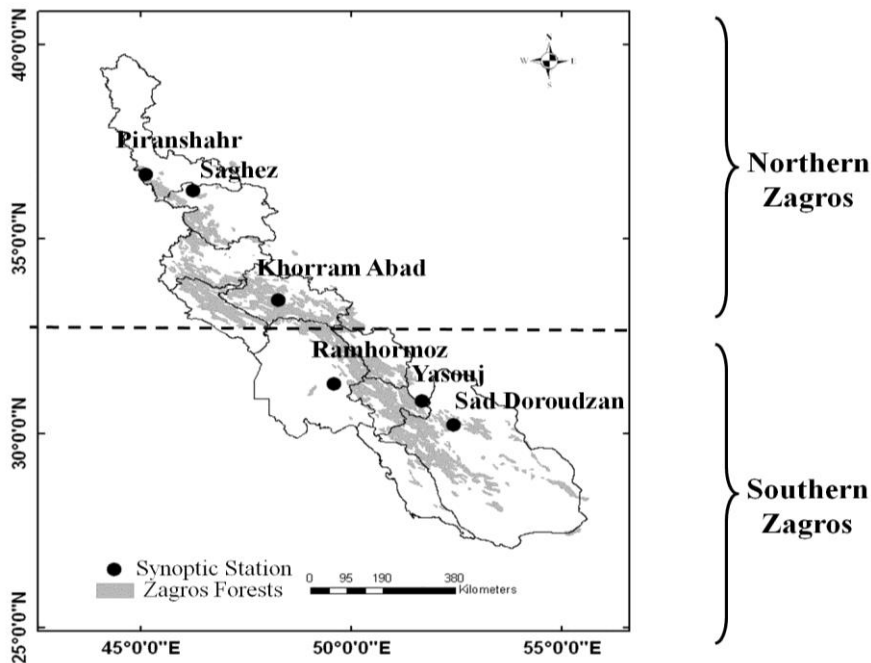 40°0'0"N
35°0'0"N
30°0'0"N
25°0'0"N
N
W E
S
Piranshahr
Saghez
Khorram Abad
Ramhormoz
Yasouj
Sad Doroudzan
Northern
Zagros
Southern
Zagros
Synoptic Station
Zagros Forests
0 95 190 380
Kilometers
45°0'0"E 50°0'0"E 55°0'0"E